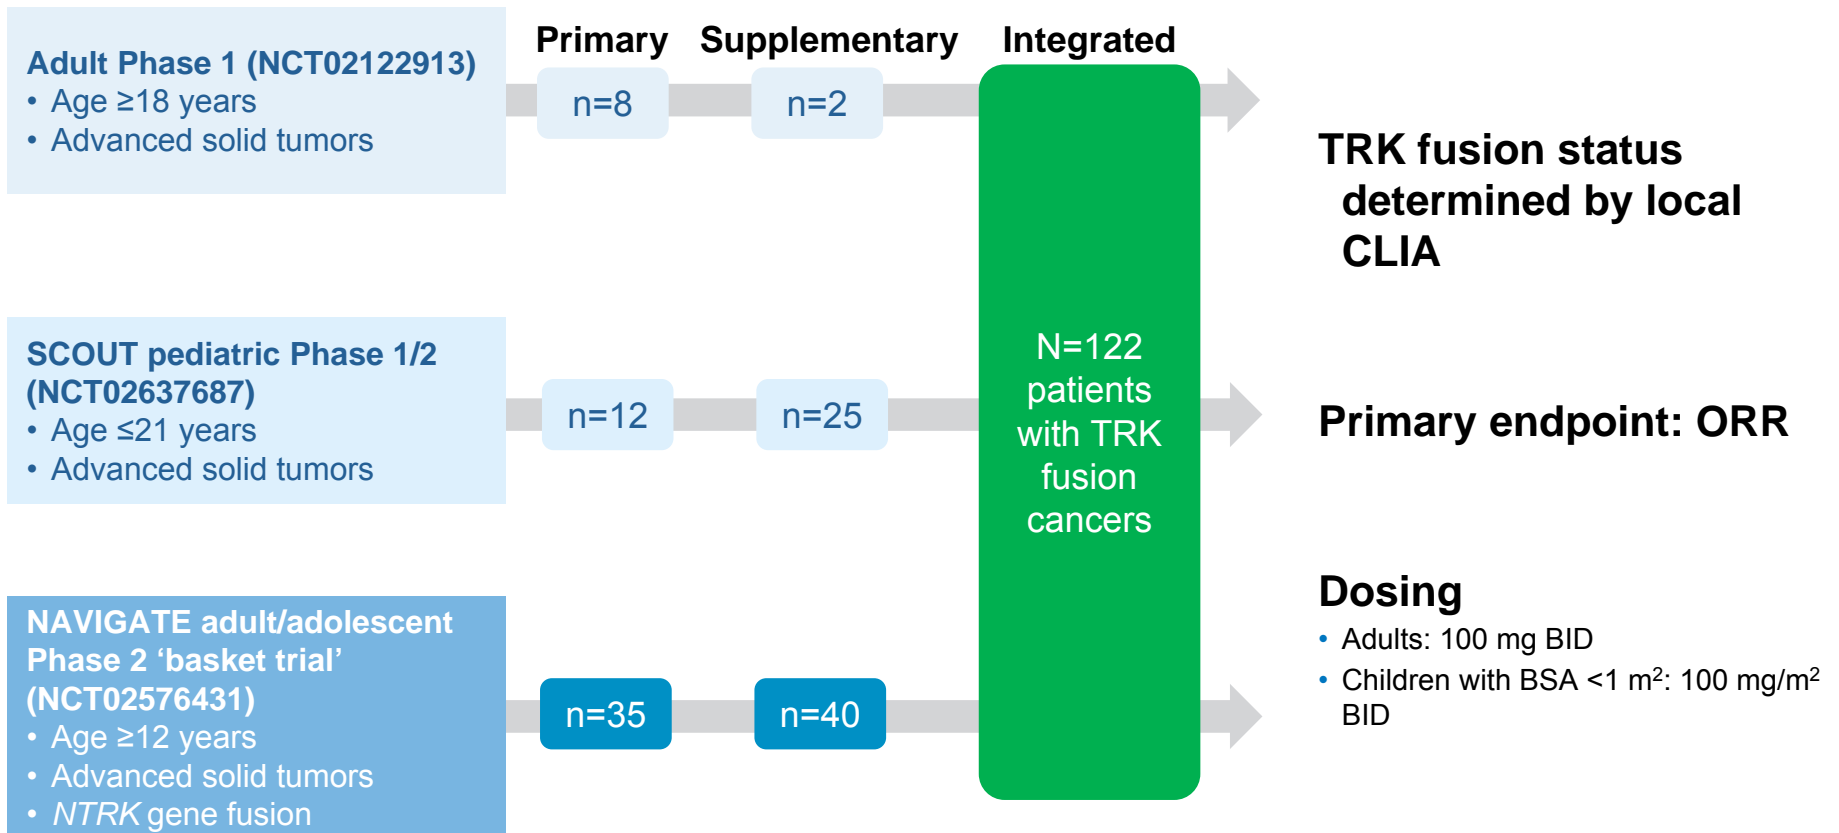 Primary Supplementary Integrated
Adult Phase 1 (NCT02122913)
• Age ≥18 years
• Advanced solid tumors
n=8
n=2
SCOUT pediatric Phase 1/2
(NCT02637687)
• Age ≤21 years
• Advanced solid tumors
n=12
n=25
NAVIGATE adult/adolescent
Phase 2 ‘basket trial’
(NCT02576431)
• Age ≥12 years
• Advanced solid tumors
• NTRK gene fusion
n=35
n=40
N=122
patients
with TRK
fusion
cancers
TRK fusion status
determined by local
CLIA
Primary endpoint: ORR
Dosing
• Adults: 100 mg BID
• Children with BSA <1 m²: 100 mg/m²
BID